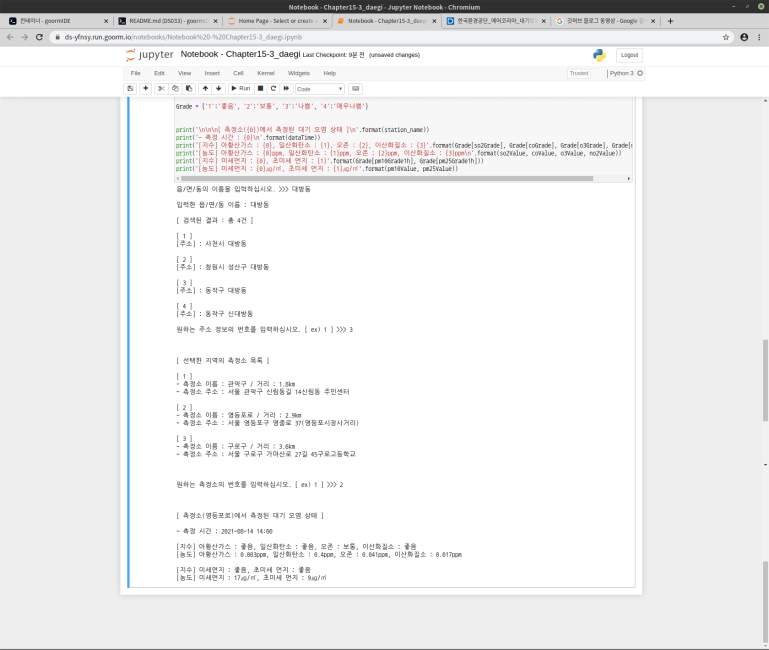 Notebook - Chapter15-3_daegi - Jupyter Notebook - Chromium
컨테이너 - goormIDE
README.md (DS033) - goormIDE
Home Page - Select or create
Notebook - Chapter15-3_daegi
한국환경공단_에어코리아_대기오
깃허브 블로그 동영상 - Google
ds-yfnsy.run.goorm.io/notebooks/Notebook%20-%20Chapter15-3_daegi.ipynb
jupyter Notebook - Chapter15-3_daegi Last Checkpoint: 9분 전 (unsaved changes) Logout
File Edit View Insert Cell Kernel Widgets Help Trusted Python 3
Run Code
Grade = {'1':'좋음', '2':'보통', '3':'나쁨', '4':'매우나쁨'}
print('\n\n\n[ 측정소({0})에서 측정된 대기 오염 상태 ]\n'.format(station_name))
print('- 측정 시간 : {0}\n'.format(dataTime))
print('[지수] 아황산가스 : {0}, 일산화탄소 : {1}, 오존 : {2}, 이산화질소 : {3}'.format(Grade[so2Grade], Grade[coGrade], Grade[o3Grade], Grade[
print('[농도] 아황산가스 : {0}ppm, 일산화탄소 : {1}ppm, 오존 : {2}ppm, 이산화질소 : {3}ppm\n'.format(so2Value, coValue, o3Value, no2Value))
print('[지수] 미세먼지 : {0}, 초미세 먼지 : {1}'.format(Grade[pm10Grade1h], Grade[pm25Grade1h]))
print('[농도] 미세먼지 : {0}㎍/㎥, 초미세 먼지 : {1}㎍/㎥'.format(pm10Value, pm25Value))
읍/면/동의 이름을 입력하십시오. >>> 대방동
입력한 읍/면/동 이름 : 대방동
[ 검색된 결과 : 총 4건 ]
[ 1 ]
[주소] : 사천시 대방동
[ 2 ]
[주소] : 창원시 성산구 대방동
[ 3 ]
[주소] : 동작구 대방동
[ 4 ]
[주소] : 동작구 신대방동
원하는 주소 정보의 번호를 입력하십시오. [ ex) 1 ] >>> 3
[ 선택한 지역의 측정소 목록 ]
[ 1 ]
- 측정소 이름 : 관악구 / 거리 : 1.8km
- 측정소 주소 : 서울 관악구 신림동길 14신림동 주민센터
[ 2 ]
- 측정소 이름 : 영등포로 / 거리 : 2.9km
- 측정소 주소 : 서울 영등포구 영중로 37(영등포시장사거리)
[ 3 ]
- 측정소 이름 : 구로구 / 거리 : 3.6km
- 측정소 주소 : 서울 구로구 가마산로 27길 45구로고등학교
원하는 측정소의 번호를 입력하십시오. [ ex) 1 ] >>> 2
[ 측정소(영등포로)에서 측정된 대기 오염 상태 ]
- 측정 시간 : 2021-08-14 14:00
[지수] 아황산가스 : 좋음, 일산화탄소 : 좋음, 오존 : 보통, 이산화질소 : 좋음
[농도] 아황산가스 : 0.003ppm, 일산화탄소 : 0.4ppm, 오존 : 0.041ppm, 이산화질소 : 0.017ppm
[지수] 미세먼지 : 좋음, 초미세 먼지 : 좋음
[농도] 미세먼지 : 17㎍/㎥, 초미세 먼지 : 9㎍/㎥